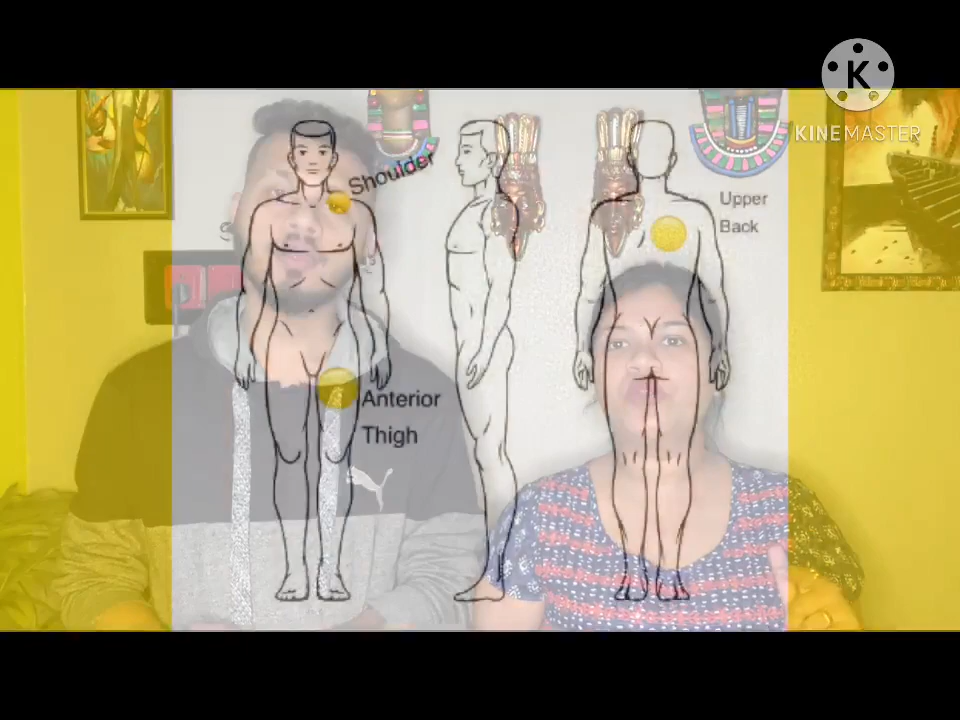 K
KINEMASTER
Shoulder
Upper
Back
Anterior
Thigh